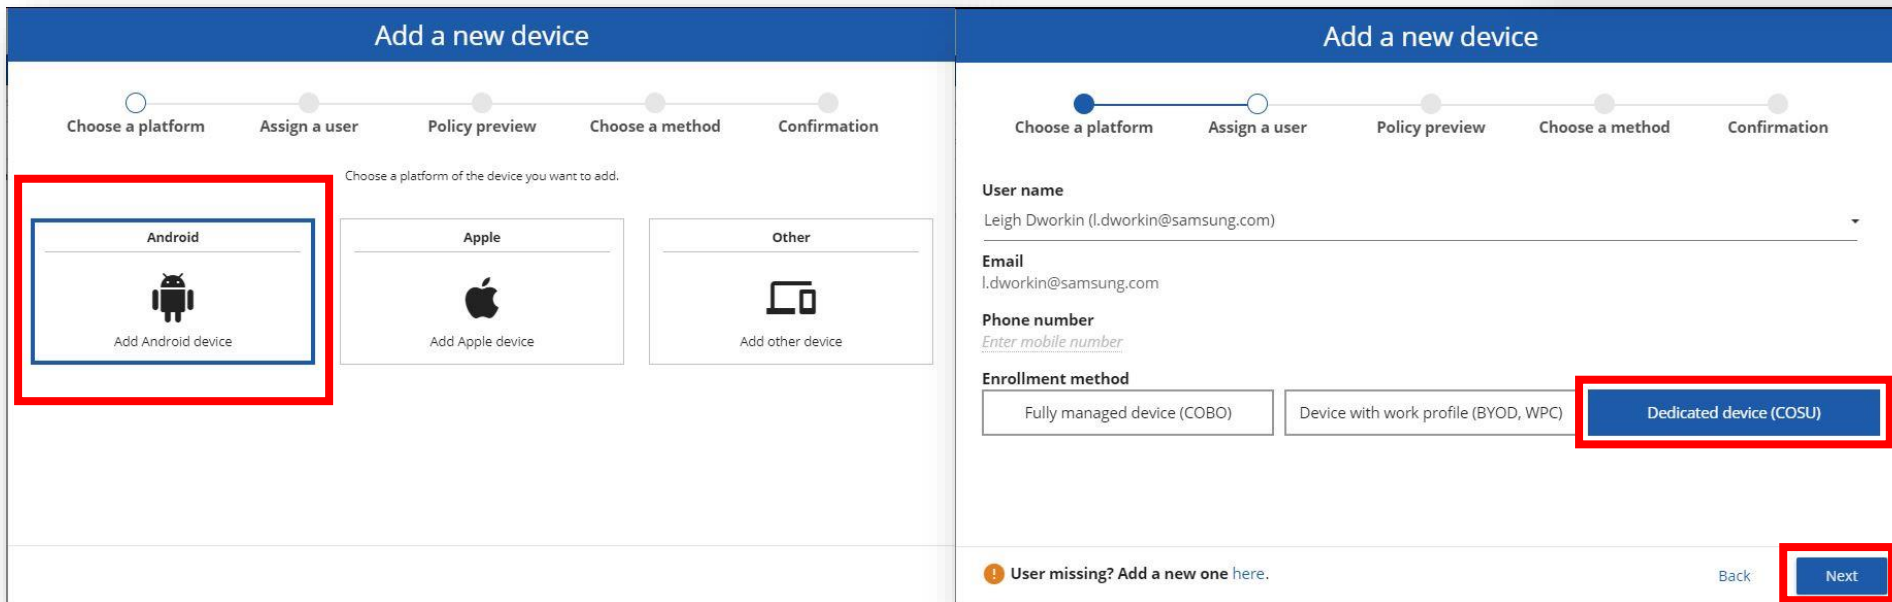 Add a new device
Choose a platform
Assign a user
Policy preview
Choose a method
Confirmation
Choose a platform of the device you want to add.
Android
Add Android device
Apple
Add Apple device
Other
Add other device
Add a new device
Choose a platform
Assign a user
Policy preview
Choose a method
Confirmation
User name
Leigh Dworkin (l.dworkin@samsung.com)
Email
l.dworkin@samsung.com
Phone number
Enter mobile number
Enrollment method
Fully managed device (COBO)
Device with work profile (BYOD, WPC)
Dedicated device (COSU)
User missing? Add a new one here.
Back
Next